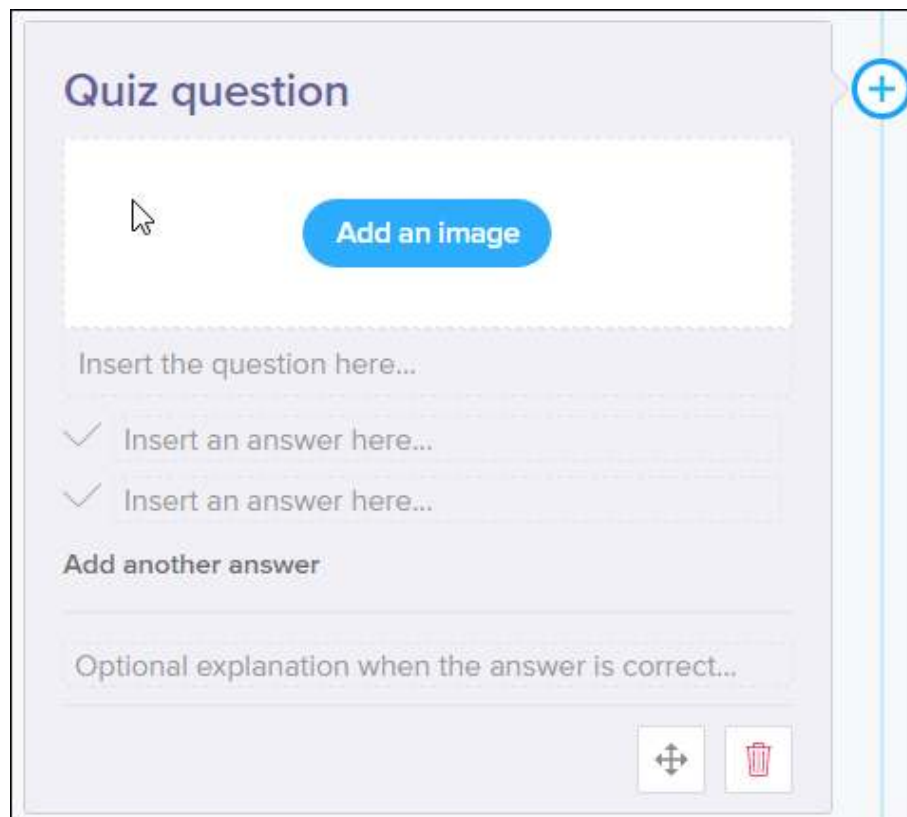 Quiz question
Add an image
Insert the question here...
Insert an answer here...
Insert an answer here...
Add another answer
Optional explanation when the answer is correct...